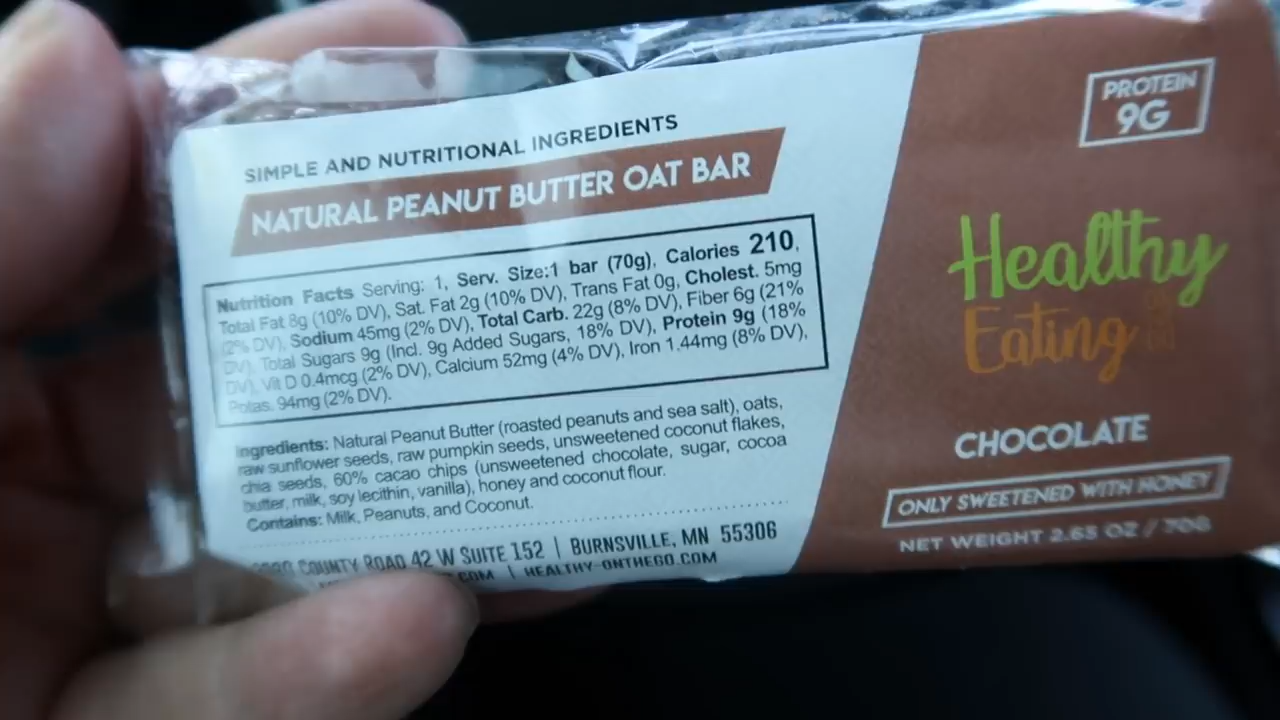 SIMPLE AND NUTRITIONAL INGREDIENTS
NATURAL PEANUT BUTTER OAT BAR
Nutrition Facts Serving: 1, Serv. Size:1 bar (70g), Calories 210,
Total Fat 8g (10% DV), Sat. Fat 2g (10% DV), Trans Fat 0g, Cholest. 5mg
(2% DV), Sodium 45mg (2% DV), Total Carb. 22g (8% DV), Fiber 6g (21%
DV), Total Sugars 9g (Incl. 9g Added Sugars, 18% DV), Protein 9g (18%
DV), Vit D 0.4mcg (2% DV), Calcium 52mg (4% DV), Iron 1.44mg (8% DV),
Potas. 94mg (2% DV).
Ingredients: Natural Peanut Butter (roasted peanuts and sea salt), oats,
raw sunflower seeds, raw pumpkin seeds, unsweetened coconut flakes,
chia seeds, 60% cacao chips (unsweetened chocolate, sugar, cocoa
butter, milk, soy lecithin, vanilla), honey and coconut flour.
Contains: Milk, Peanuts, and Coconut.
COUNTY ROAD 42 W SUITE 152 | BURNSVILLE, MN 55306
.COM | HEALTHY-ONTHEGO.COM
PROTEIN
9G
Healthy
Eating
CHOCOLATE
ONLY SWEETENED WITH HONEY
NET WEIGHT 2.65 OZ / 70G